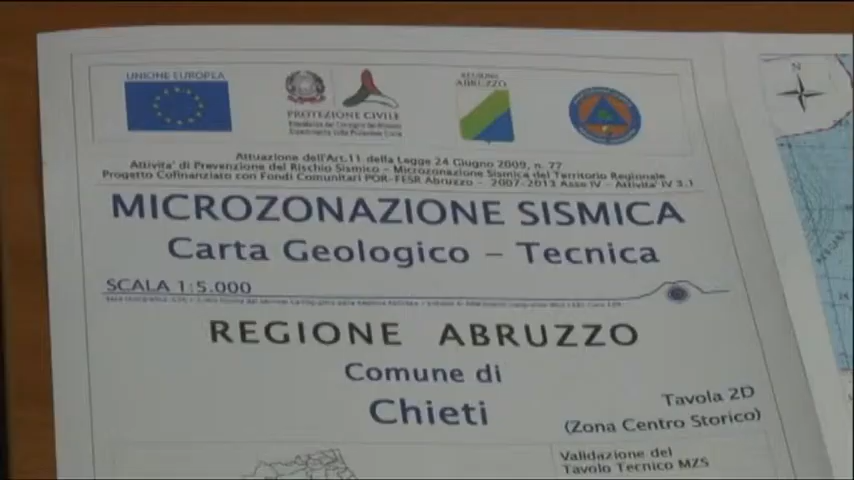 UNIONE EUROPEA
PROTEZIONE CIVILE
REGIONE
ABRUZZO
Attuazione dell'Art.11 della Legge 24 Giugno 2009, n. 77
Attivita' di Prevenzione del Rischio Sismico - Microzonazione Sismica del Territorio Regionale
Progetto Cofinanziato con Fondi Comunitari POR-FESR Abruzzo - 2007-2013 Asse IV - Attivita' IV 3.1
MICROZONAZIONE SISMICA
Carta Geologico - Tecnica
SCALA 1:5.000
REGIONE ABRUZZO
Comune di
Chieti
Tavola 2D
(Zona Centro Storico)
Validazione del
Tavolo Tecnico MZS
N